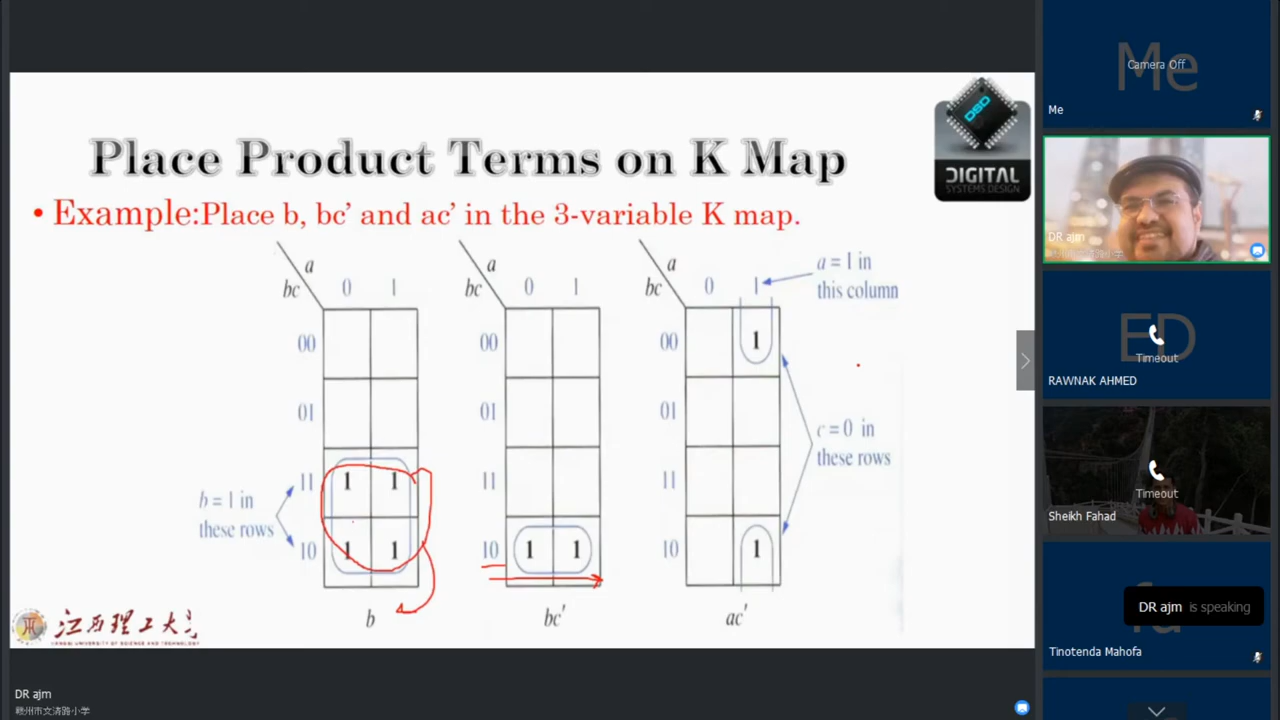 Place Product Terms on K Map
DIGITAL
SYSTEMS DESIGN
DSD
• Example:Place b, bc’ and ac’ in the 3-variable K map.
a
bc
0 1
00
01
11
10
1 1
1 1
b = 1 in
these rows
b
a
bc
0 1
00
01
11
10
1 1
bc′
a
bc
0 1
00
01
11
10
1
1
a = 1 in
this column
c = 0 in
these rows
ac′
江西理工大学
JIANGXI UNIVERSITY OF SCIENCE AND TECHNOLOGY
DR ajm
赣州市文清路小学
Me
Camera Off
Me
DR ajm
ED
Timeout
RAWNAK AHMED
Timeout
Sheikh Fahad
DR ajm is speaking
Tinotenda Mahofa